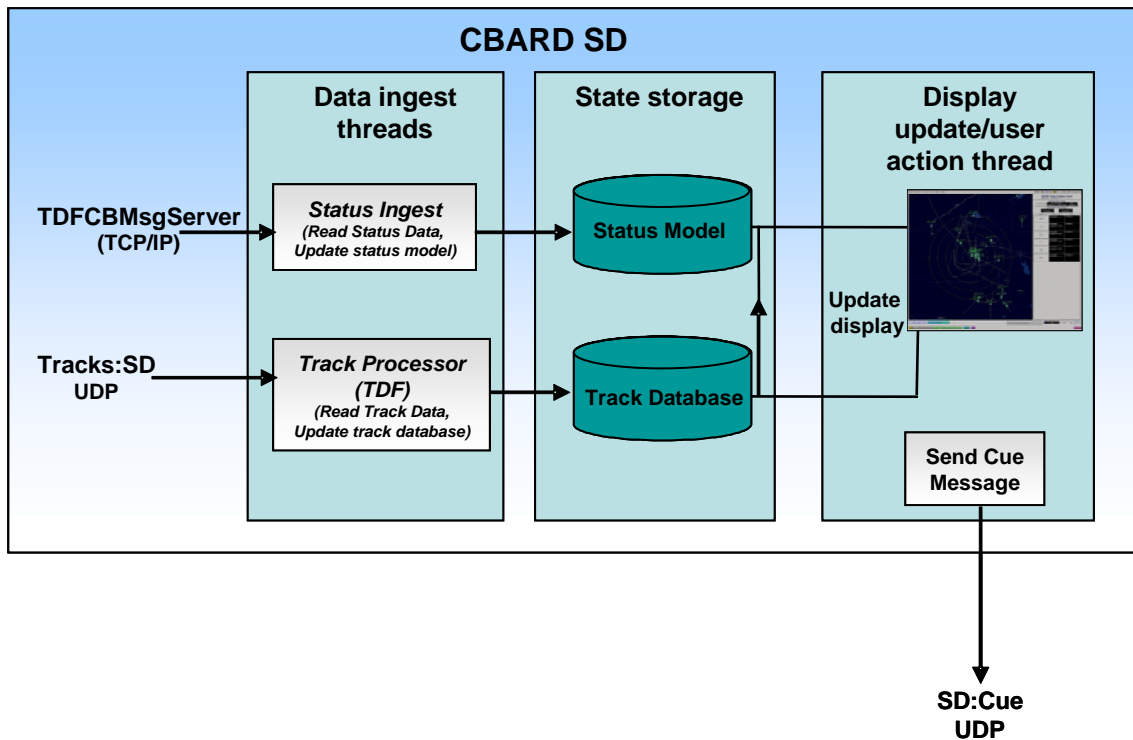 CBARD SD
Data ingest
threads
State storage
Display
update/user
action thread
TDFCBMsgServer
(TCP/IP)
Status Ingest
(Read Status Data,
Update status model)
Status Model
Update
display
Tracks:SD
UDP
Track Processor
(TDF)
(Read Track Data,
Update track database)
Track Database
Send Cue
Message
SD:Cue
UDP